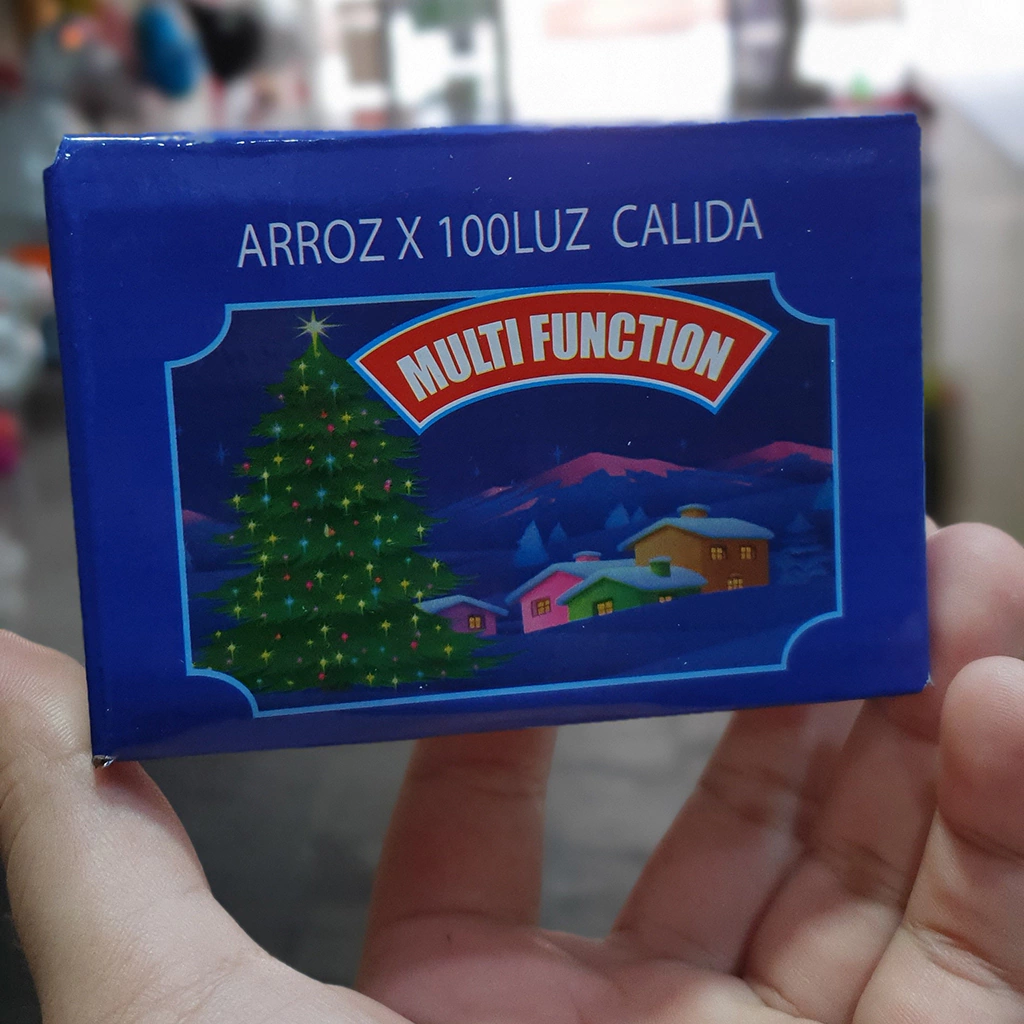 ARROZ X 100LUZ CALIDA
MULTI FUNCTION